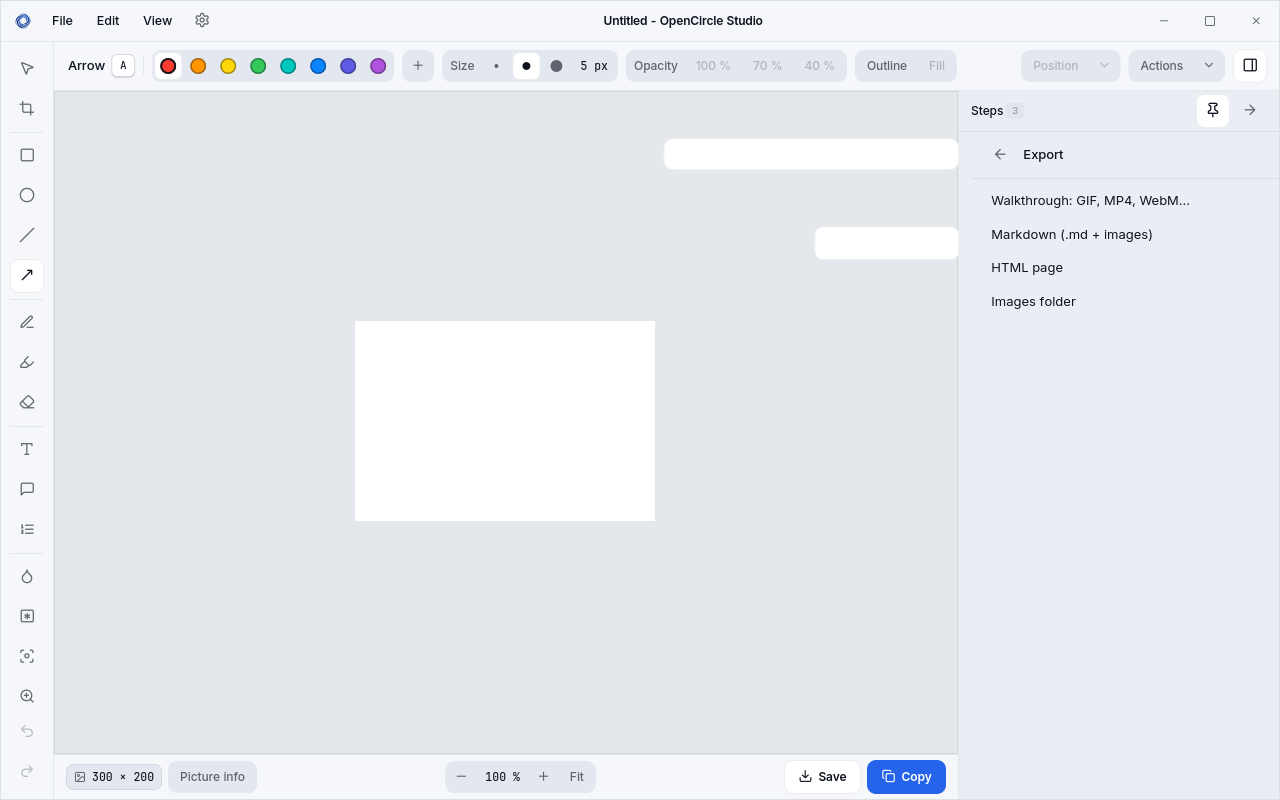 File Edit View
Untitled - OpenCircle Studio
Arrow A
Size 5 px
Opacity 100 % 70 % 40 %
Outline Fill
Position
Actions
Steps 3
Export
Walkthrough: GIF, MP4, WebM...
Markdown (.md + images)
HTML page
Images folder
300 × 200
Picture info
100 %
Fit
Save
Copy